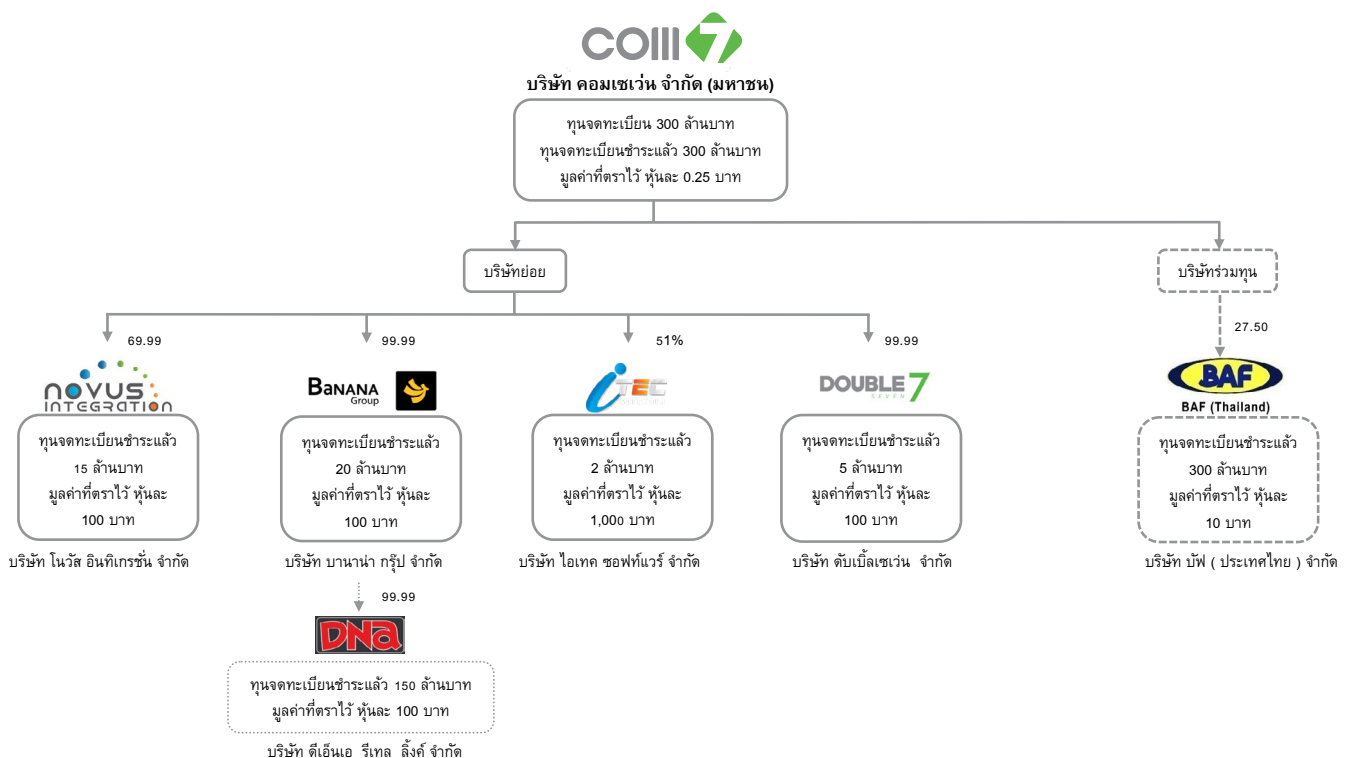 COm7
บริษัท คอมเซเว่น จำกัด (มหาชน)
ทุนจดทะเบียน 300 ล้านบาท
ทุนจดทะเบียนชำระแล้ว 300 ล้านบาท
มูลค่าที่ตราไว้ หุ้นละ 0.25 บาท
บริษัทย่อย
บริษัทร่วมทุน
69.99
99.99
51%
99.99
27.50
novus
INTEGRATION
BaNANA
Group
iTEC
DOUBLE 7
SEVEN
BAF
BAF (Thailand)
ทุนจดทะเบียนชำระแล้ว
15 ล้านบาท
มูลค่าที่ตราไว้ หุ้นละ
100 บาท
บริษัท โนวัส อินทิเกรชั่น จำกัด
ทุนจดทะเบียนชำระแล้ว
20 ล้านบาท
มูลค่าที่ตราไว้ หุ้นละ
100 บาท
บริษัท บานาน่า กรุ๊ป จำกัด
ทุนจดทะเบียนชำระแล้ว
2 ล้านบาท
มูลค่าที่ตราไว้ หุ้นละ
1,000 บาท
บริษัท ไอเทค ซอฟท์แวร์ จำกัด
ทุนจดทะเบียนชำระแล้ว
5 ล้านบาท
มูลค่าที่ตราไว้ หุ้นละ
100 บาท
บริษัท ดับเบิ้ลเซเว่น จำกัด
ทุนจดทะเบียนชำระแล้ว
300 ล้านบาท
มูลค่าที่ตราไว้ หุ้นละ
10 บาท
บริษัท บัฟ ( ประเทศไทย ) จำกัด
99.99
DNa
ทุนจดทะเบียนชำระแล้ว 150 ล้านบาท
มูลค่าที่ตราไว้ หุ้นละ 100 บาท
บริษัท ดีเอ็นเอ รีเทล ลิ้งค์ จำกัด